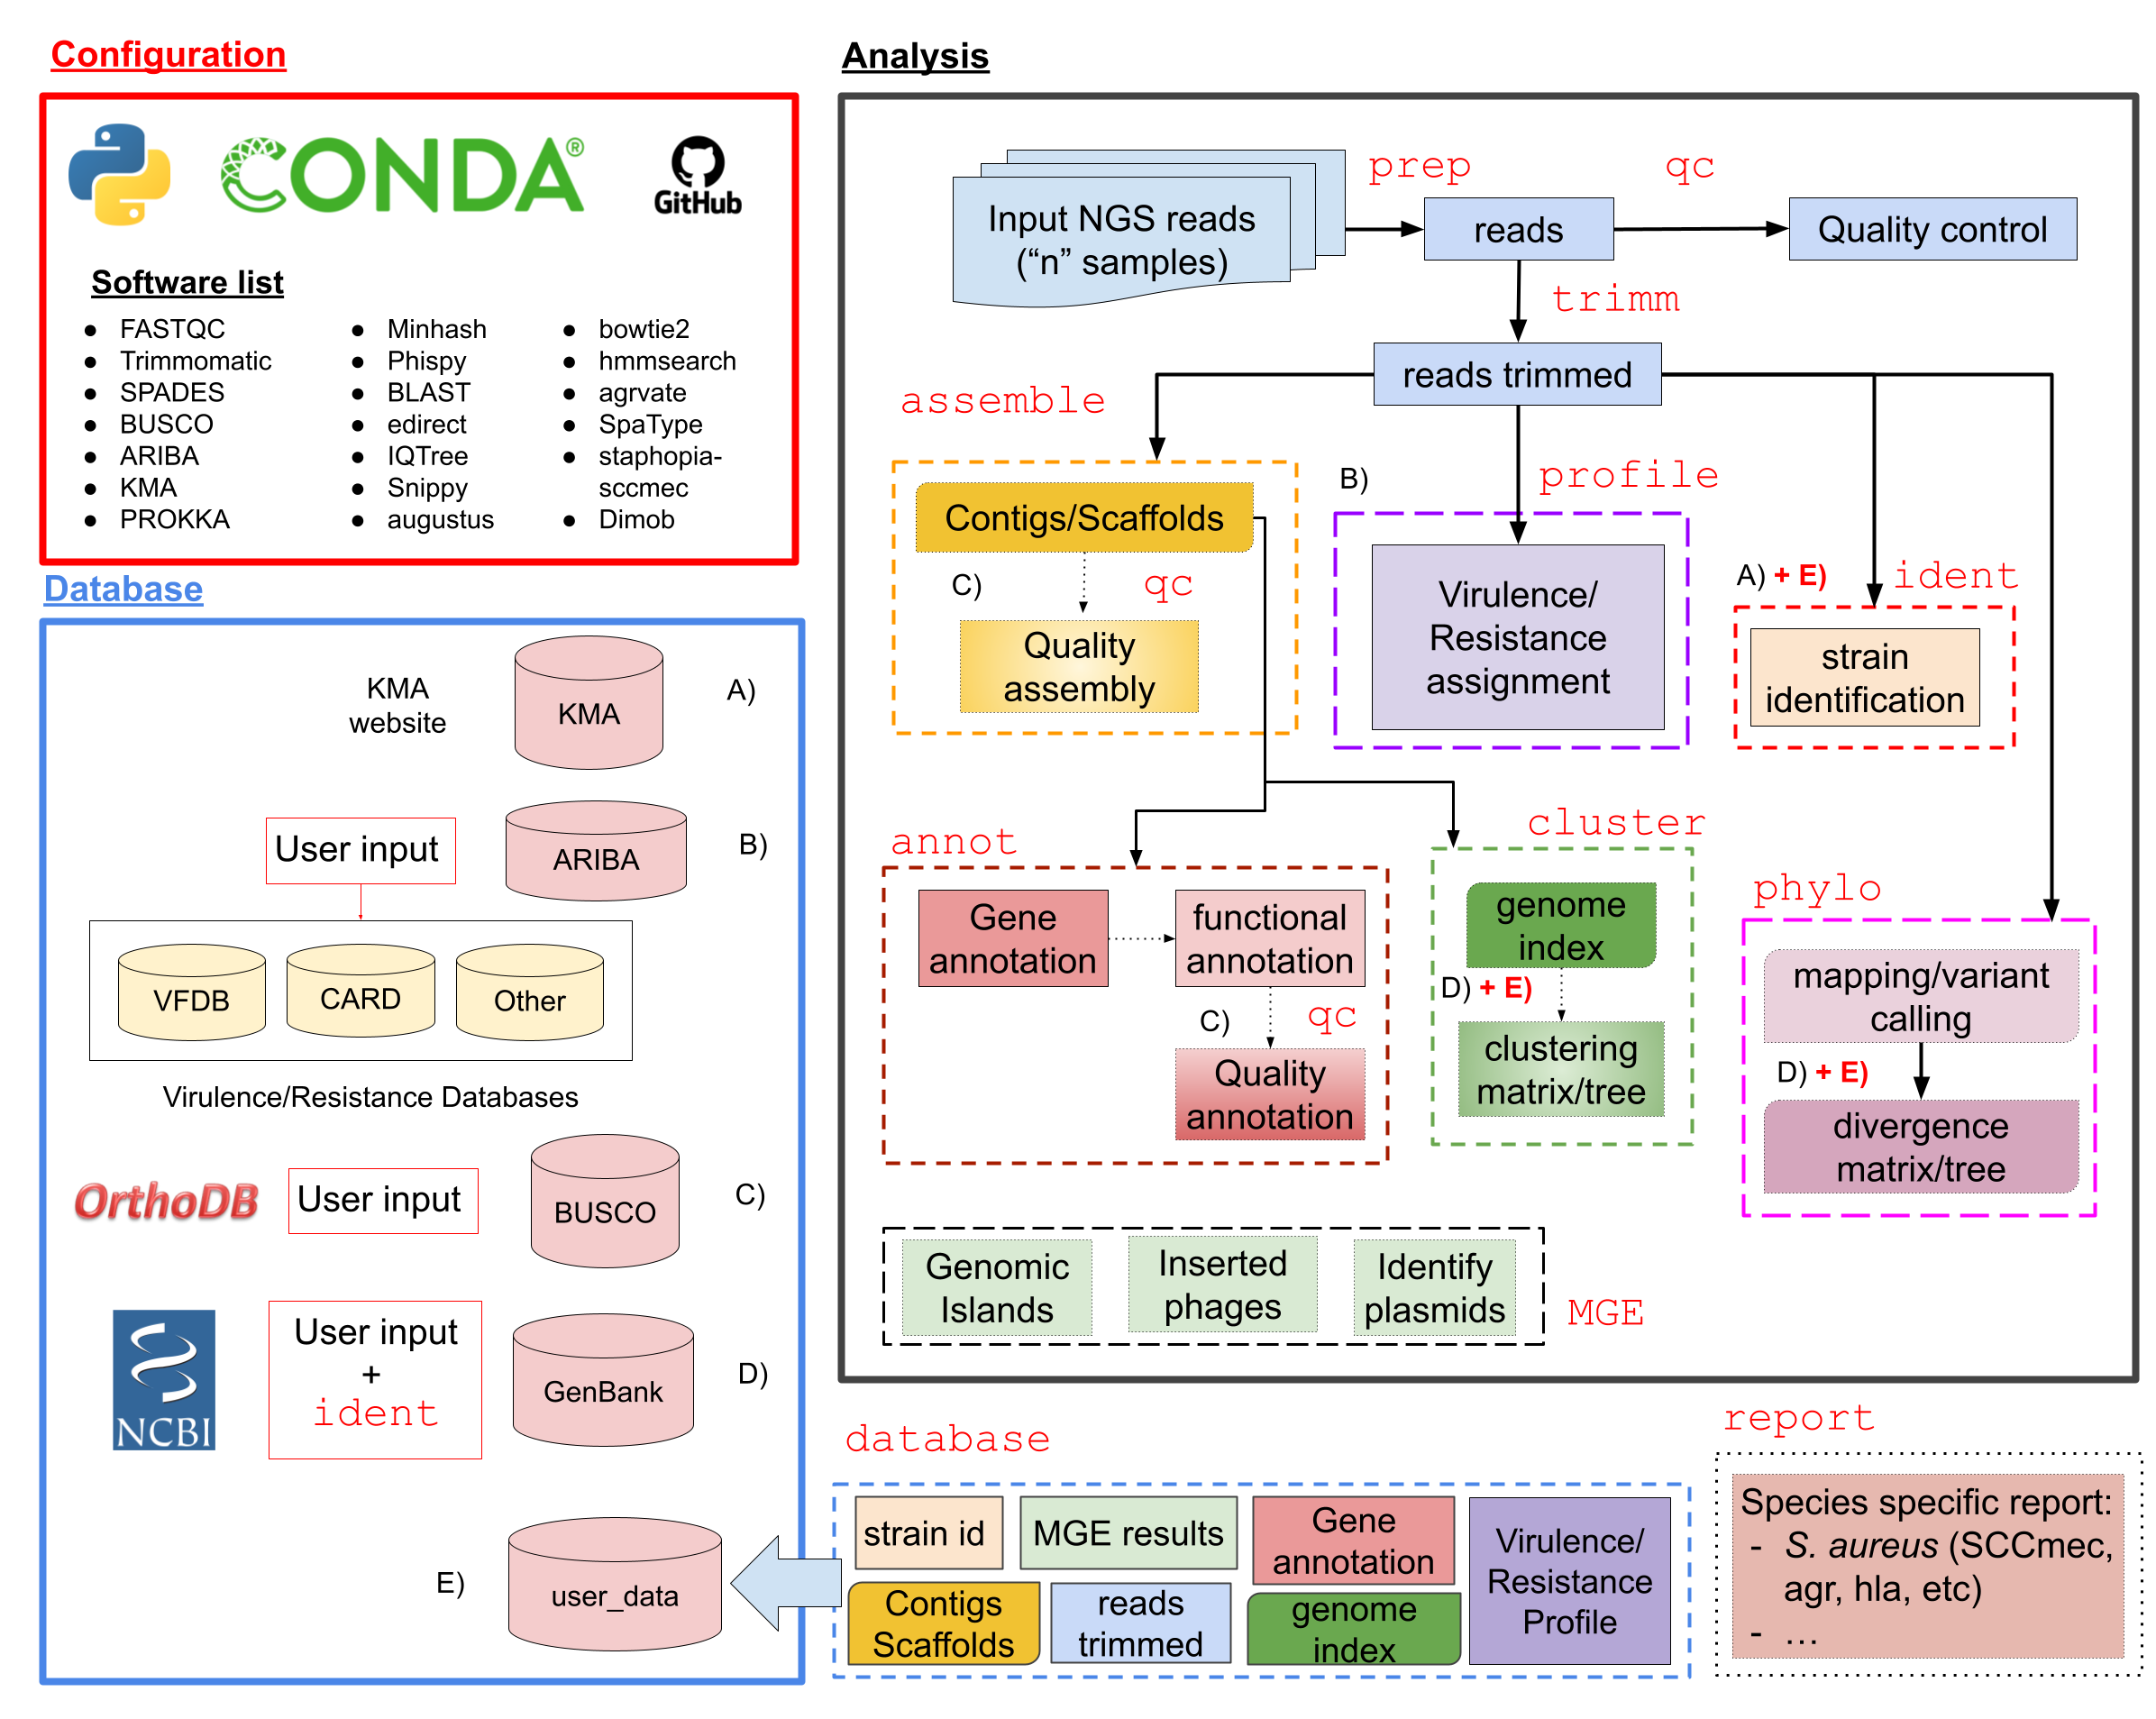 Configuration
CONDA®
GitHub
Software list
● FASTQC
● Trimmomatic
● SPADES
● BUSCO
● ARIBA
● KMA
● PROKKA
● Minhash
● Phispy
● BLAST
● edirect
● IQTree
● Snippy
● augustus
● bowtie2
● hmmsearch
● agrvate
● SpaType
● staphopia-
sccmec
● Dimob
Database
KMA
website
KMA
A)
User input
ARIBA
B)
VFDB
CARD
Other
Virulence/Resistance Databases
OrthoDB
User input
BUSCO
C)
NCBI
User input
+
ident
GenBank
D)
E)
user_data
Analysis
Input NGS reads
(“n” samples)
prep
reads
qc
Quality control
trimm
reads trimmed
assemble
Contigs/Scaffolds
C)
qc
Quality
assembly
B)
profile
Virulence/
Resistance
assignment
A) + E)
ident
strain
identification
annot
Gene
annotation
functional
annotation
C)
qc
Quality
annotation
cluster
genome
index
D) + E)
clustering
matrix/tree
phylo
mapping/variant
calling
D) + E)
divergence
matrix/tree
Genomic
Islands
Inserted
phages
Identify
plasmids
MGE
database
strain id
MGE results
Gene
annotation
Virulence/
Resistance
Profile
Contigs
Scaffolds
reads
trimmed
genome
index
report
Species specific report:
- S. aureus (SCCmec,
agr, hla, etc)
- …